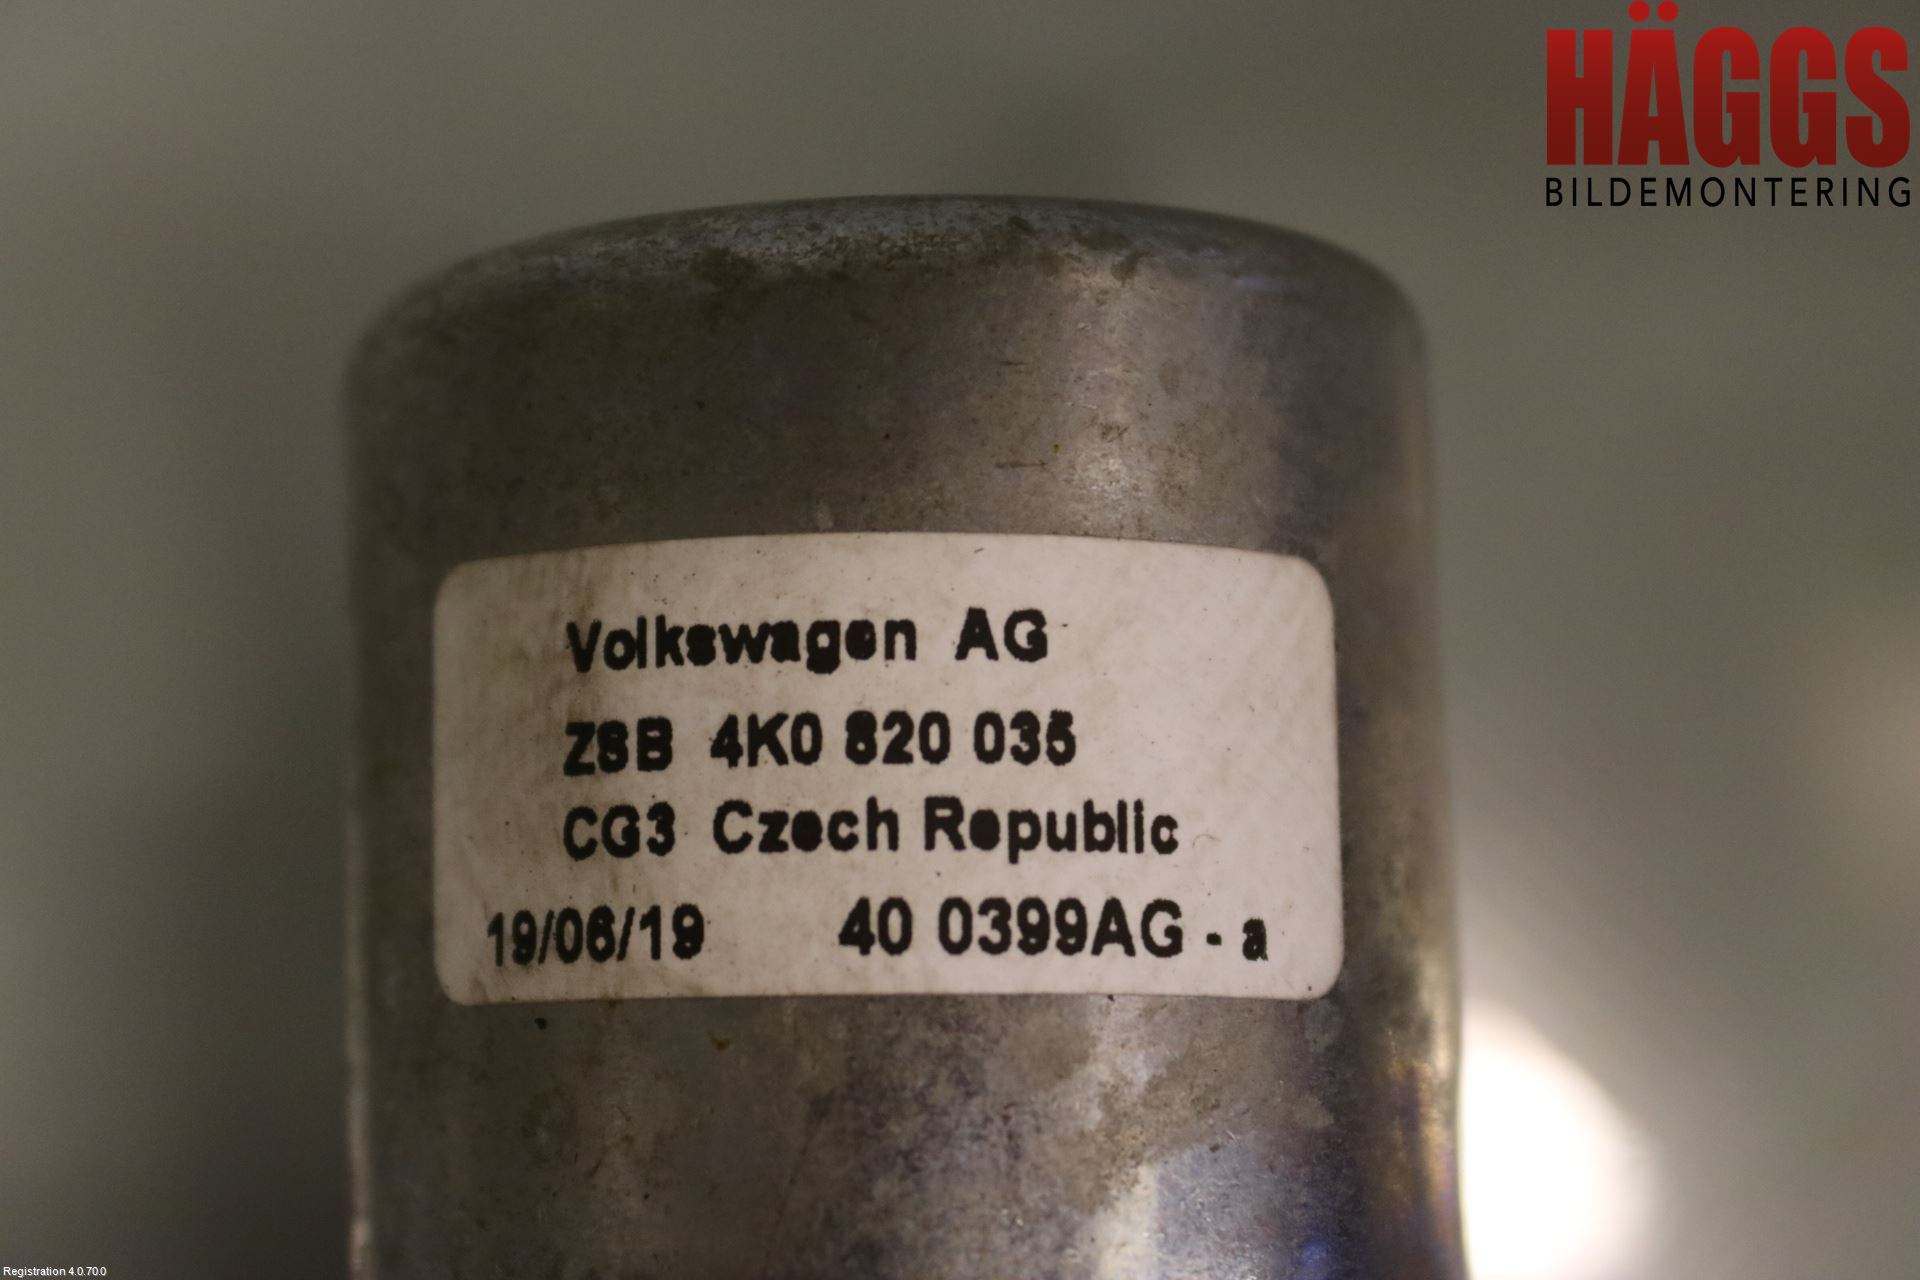 HÄGGS
BILDEMONTERING
Volkswagen AG
ZSB 4K0 820 035
CG3 Czech Republic
19/06/19 40 0399AG - a
Registration 4.0.70.0